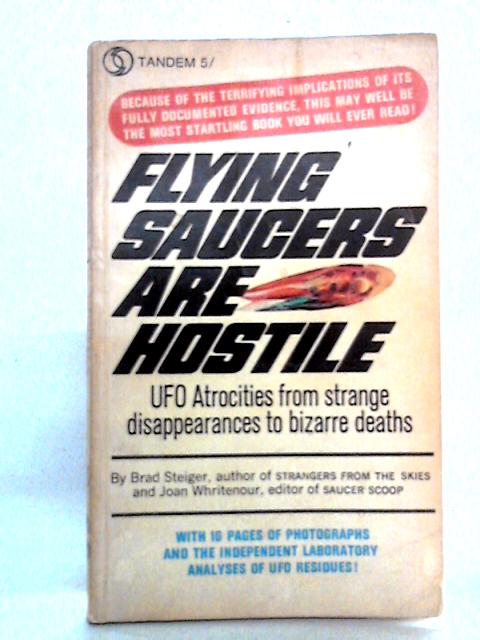 TANDEM 5/
BECAUSE OF THE TERRIFYING IMPLICATIONS OF ITS
FULLY DOCUMENTED EVIDENCE, THIS MAY WELL BE
THE MOST STARTLING BOOK YOU WILL EVER READ!
FLYING
SAUCERS
ARE
HOSTILE
UFO Atrocities from strange
disappearances to bizarre deaths
By Brad Steiger, author of STRANGERS FROM THE SKIES
and Joan Whritenour, editor of SAUCER SCOOP
WITH 16 PAGES OF PHOTOGRAPHS
AND THE INDEPENDENT LABORATORY
ANALYSES OF UFO RESIDUES!